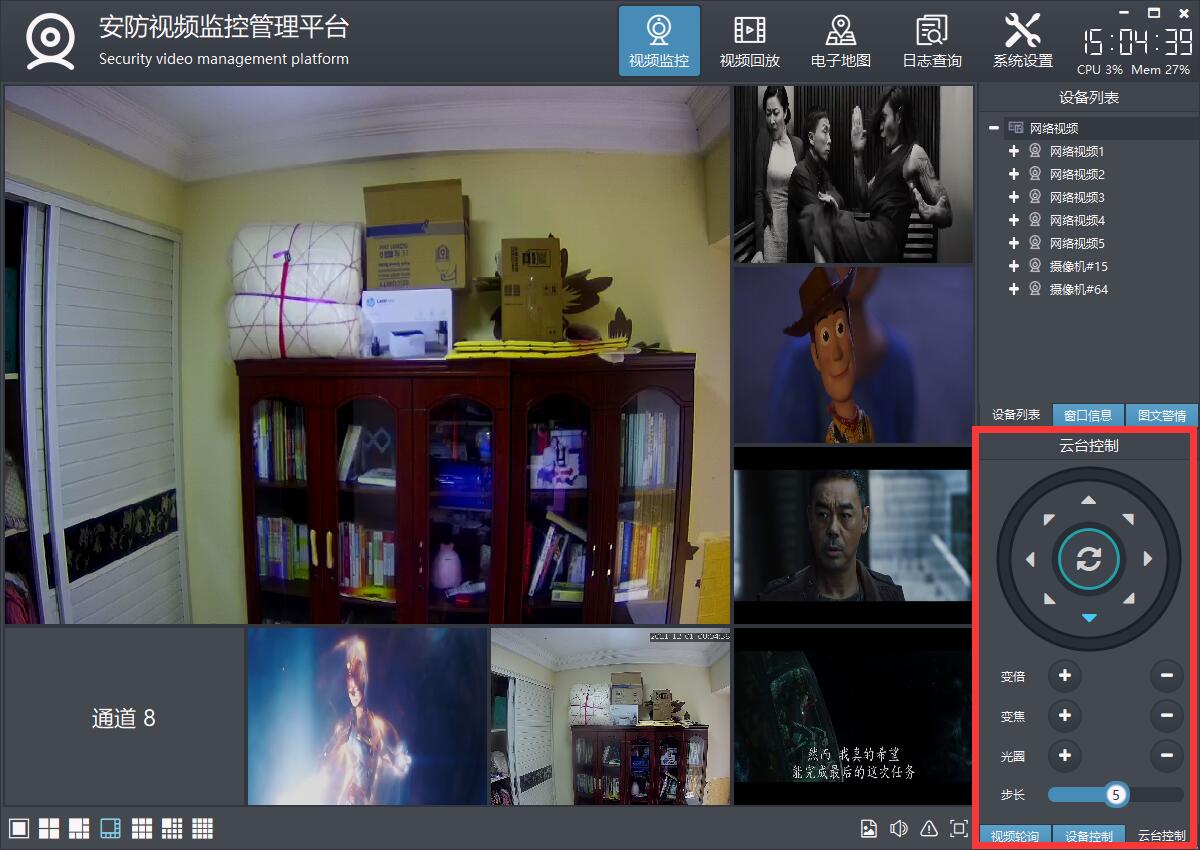 安防视频监控管理平台
Security video management platform
视频监控
视频回放
电子地图
日志查询
系统设置
15:04:39
CPU 3% Mem 27%
设备列表
网络视频
网络视频1
网络视频2
网络视频3
网络视频4
网络视频5
摄像机#15
摄像机#64
设备列表
窗口信息
图文警情
云台控制
变倍
变焦
光圈
步长
5
视频轮询
设备控制
云台控制
通道 8
然而 我真的希望
能完成最后的这次任务